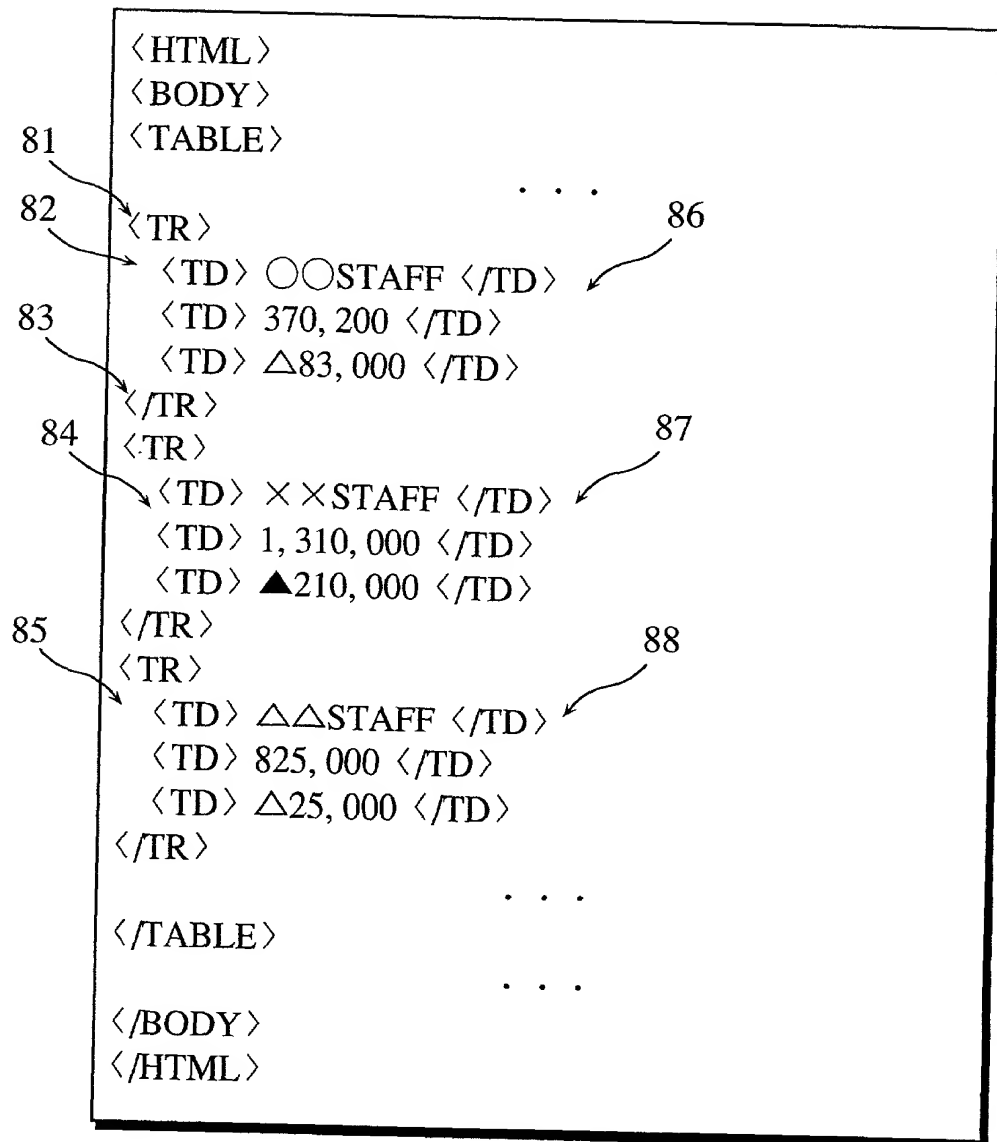 〈HTML〉
〈BODY〉
〈TABLE〉
. . .
81
〈TR〉
82
86
〈TD〉 ○○STAFF 〈/TD〉
〈TD〉 370, 200 〈/TD〉
83
〈TD〉 △83, 000 〈/TD〉
〈/TR〉
84
87
〈TR〉
〈TD〉 ××STAFF 〈/TD〉
〈TD〉 1, 310, 000 〈/TD〉
〈TD〉 ▲210, 000 〈/TD〉
〈/TR〉
85
88
〈TR〉
〈TD〉 △△STAFF 〈/TD〉
〈TD〉 825, 000 〈/TD〉
〈TD〉 △25, 000 〈/TD〉
〈/TR〉
. . .
〈/TABLE〉
. . .
〈/BODY〉
〈/HTML〉